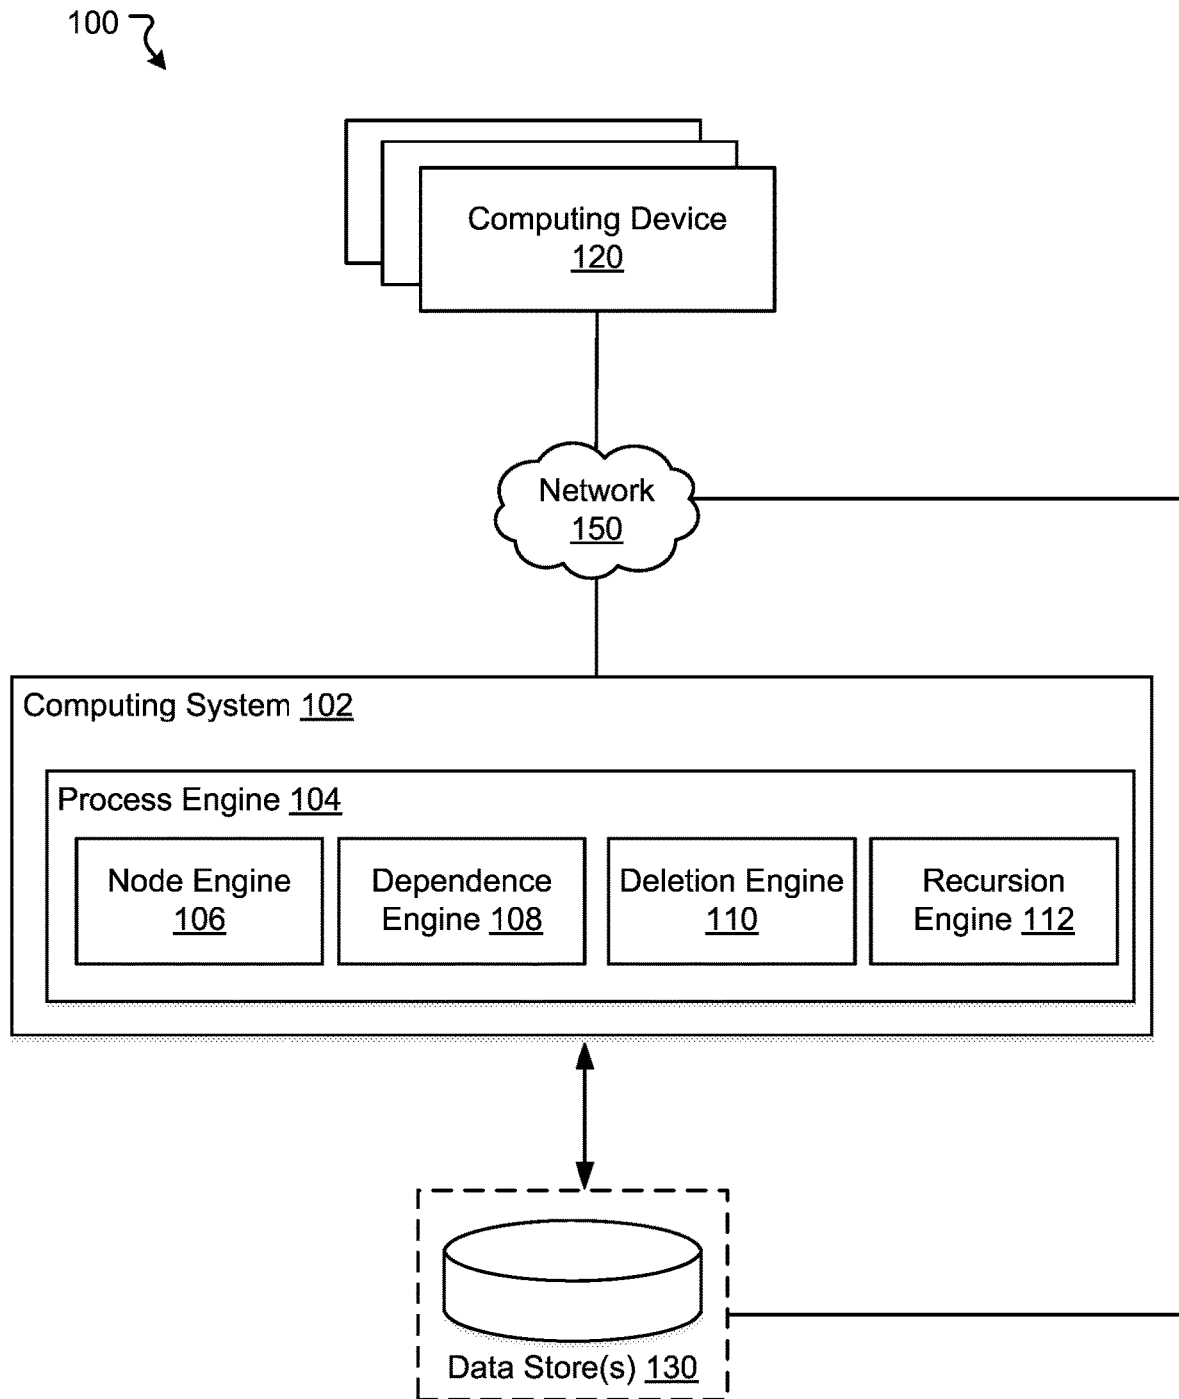 100
Computing Device
120
Network
150
Computing System 102
Process Engine 104
Node Engine
106
Dependence
Engine 108
Deletion Engine
110
Recursion
Engine 112
Data Store(s) 130